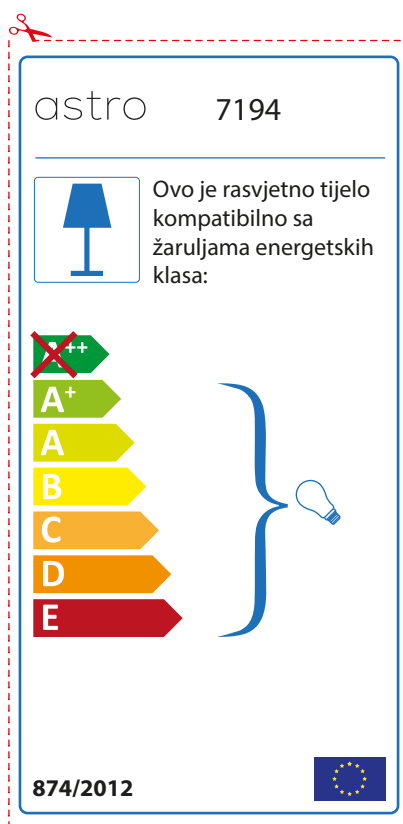 astro 7194
Ovo je rasvjetno tijelo
kompatibilno sa
žaruljama energetskih
klasa:
A++
A+
A
B
C
D
E
874/2012